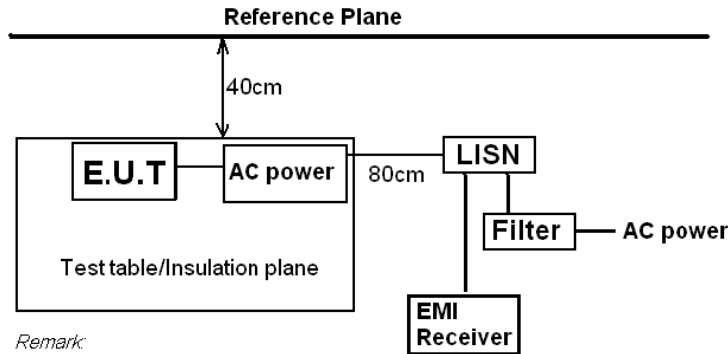 Reference Plane
40cm
E.U.T
AC power
80cm
LISN
Filter
AC power
Test table/Insulation plane
EMI
Receiver
Remark: